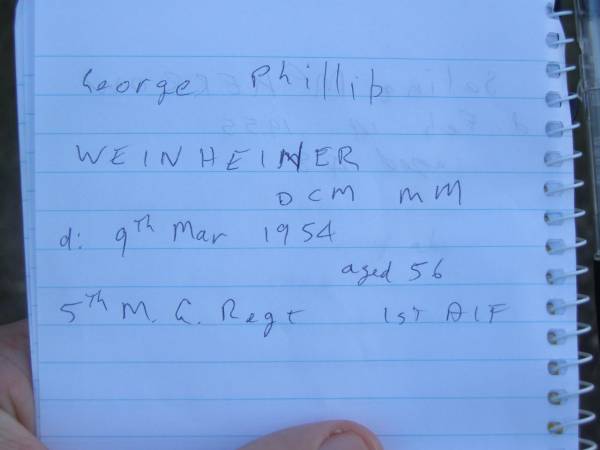 George Phillip
WEINHEIMER
DCM MM
d: 9th Mar 1954
aged 56
5th M. G. Regt 1st AIF